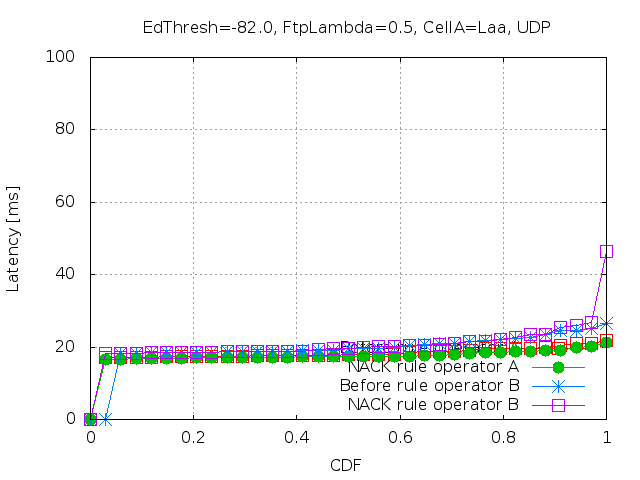 EdThresh=-82.0, FtpLambda=0.5, CellA=Laa, UDP
100
80
60
40
20
0
Latency [ms]
NACK rule operator A
Before rule operator B
NACK rule operator B
0 0.2 0.4 0.6 0.8 1
CDF